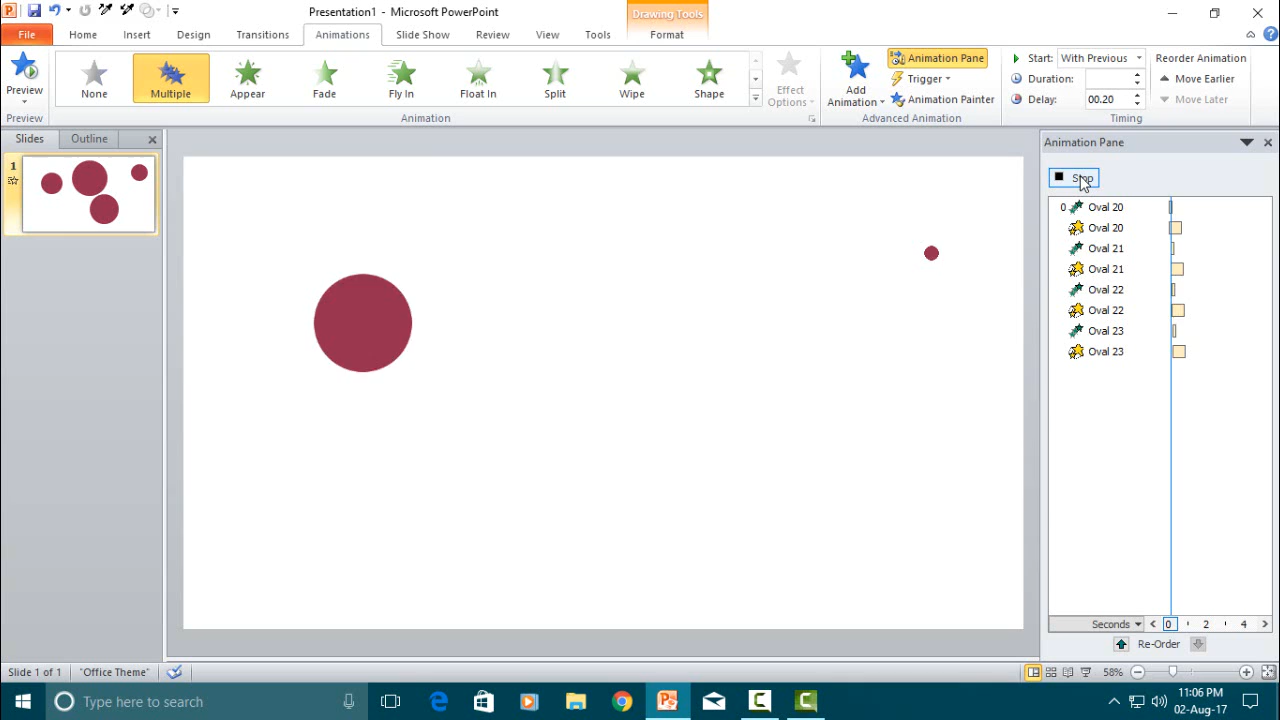 Presentation1 - Microsoft PowerPoint
Drawing Tools
File Home Insert Design Transitions Animations Slide Show Review View Tools Format
Preview
None
Multiple
Appear
Fade
Fly In
Float In
Split
Wipe
Shape
Effect
Options
Add
Animation
Animation Pane
Trigger
Animation Painter
Start: With Previous
Duration:
Delay: 00.20
Reorder Animation
Move Earlier
Move Later
Preview
Animation
Advanced Animation
Timing
Slides Outline
1
Animation Pane
Stop
0 Oval 20
Oval 20
Oval 21
Oval 21
Oval 22
Oval 22
Oval 23
Oval 23
Seconds 0 2 4
Re-Order
Slide 1 of 1 "Office Theme" 58%
Type here to search
11:06 PM
02-Aug-17